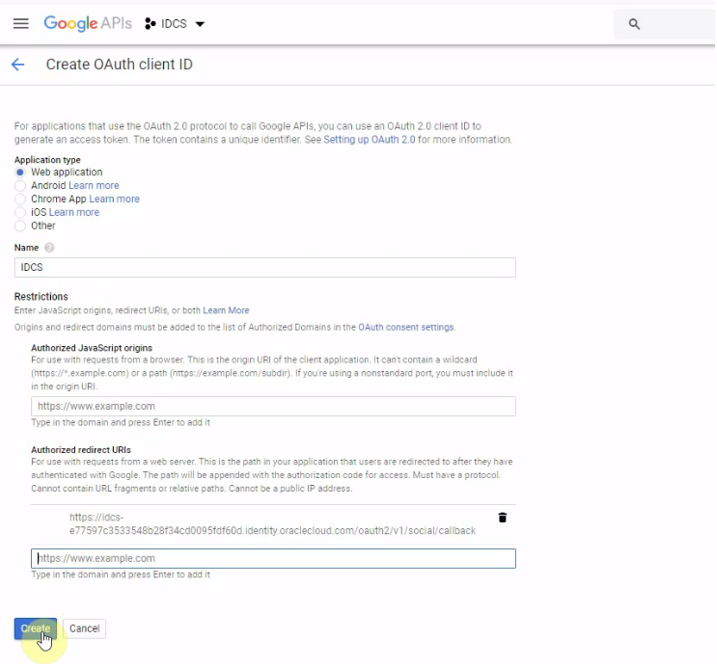 Google APIs IDCS
Create OAuth client ID
For applications that use the OAuth 2.0 protocol to call Google APIs, you can use an OAuth 2.0 client ID to
generate an access token. The token contains a unique identifier. See Setting up OAuth 2.0 for more information.
Application type
Web application
Android Learn more
Chrome App Learn more
iOS Learn more
Other
Name ?
IDCS
Restrictions
Enter JavaScript origins, redirect URIs, or both Learn More
Origins and redirect domains must be added to the list of Authorized Domains in the OAuth consent settings.
Authorized JavaScript origins
For use with requests from a browser. This is the origin URI of the client application. It can't contain a wildcard
(https://*.example.com) or a path (https://example.com/subdir). If you're using a nonstandard port, you must include it
in the origin URI.
https://www.example.com
Type in the domain and press Enter to add it
Authorized redirect URIs
For use with requests from a web server. This is the path in your application that users are redirected to after they have
authenticated with Google. The path will be appended with the authorization code for access. Must have a protocol.
Cannot contain URL fragments or relative paths. Cannot be a public IP address.
https://idcs-
e77597c3533548b28f34cd0095fdf60d.identity.oraclecloud.com/oauth2/v1/social/callback
https://www.example.com
Type in the domain and press Enter to add it
Create Cancel